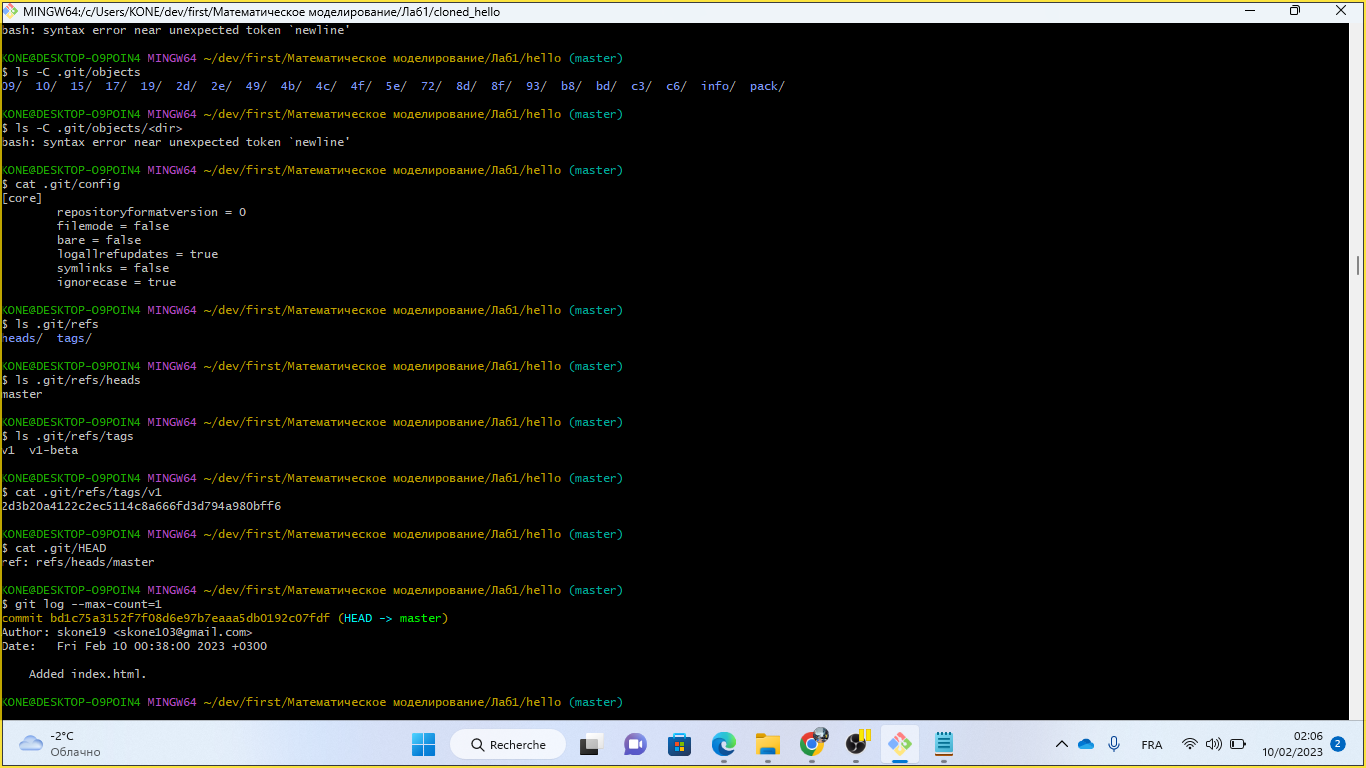 MINGW64:/c/Users/KONE/dev/first/Математическое моделирование/Лаб1/cloned_hello
bash: syntax error near unexpected token `newline'
KONE@DESKTOP-O9POIN4 MINGW64 ~/dev/first/Математическое моделирование/Лаб1/hello (master)
$ ls -C .git/objects
09/ 10/ 15/ 17/ 19/ 2d/ 2e/ 49/ 4b/ 4c/ 4f/ 5e/ 72/ 8d/ 8f/ 93/ b8/ bd/ c3/ c6/ info/ pack/
KONE@DESKTOP-O9POIN4 MINGW64 ~/dev/first/Математическое моделирование/Лаб1/hello (master)
$ ls -C .git/objects/<dir>
bash: syntax error near unexpected token `newline'
KONE@DESKTOP-O9POIN4 MINGW64 ~/dev/first/Математическое моделирование/Лаб1/hello (master)
$ cat .git/config
[core]
repositoryformatversion = 0
filemode = false
bare = false
logallrefupdates = true
symlinks = false
ignorecase = true
KONE@DESKTOP-O9POIN4 MINGW64 ~/dev/first/Математическое моделирование/Лаб1/hello (master)
$ ls .git/refs
heads/ tags/
KONE@DESKTOP-O9POIN4 MINGW64 ~/dev/first/Математическое моделирование/Лаб1/hello (master)
$ ls .git/refs/heads
master
KONE@DESKTOP-O9POIN4 MINGW64 ~/dev/first/Математическое моделирование/Лаб1/hello (master)
$ ls .git/refs/tags
v1 v1-beta
KONE@DESKTOP-O9POIN4 MINGW64 ~/dev/first/Математическое моделирование/Лаб1/hello (master)
$ cat .git/refs/tags/v1
2d3b20a4122c2ec5114c8a666fd3d794a980bff6
KONE@DESKTOP-O9POIN4 MINGW64 ~/dev/first/Математическое моделирование/Лаб1/hello (master)
$ cat .git/HEAD
ref: refs/heads/master
KONE@DESKTOP-O9POIN4 MINGW64 ~/dev/first/Математическое моделирование/Лаб1/hello (master)
$ git log --max-count=1
commit bd1c75a3152f7f08d6e97b7eaaa5db0192c07fdf (HEAD -> master)
Author: skone19 <skone103@gmail.com>
Date: Fri Feb 10 00:38:00 2023 +0300
Added index.html.
KONE@DESKTOP-O9POIN4 MINGW64 ~/dev/first/Математическое моделирование/Лаб1/hello (master)
-2°C
Облачно
Recherche
FRA
02:06
10/02/2023
2